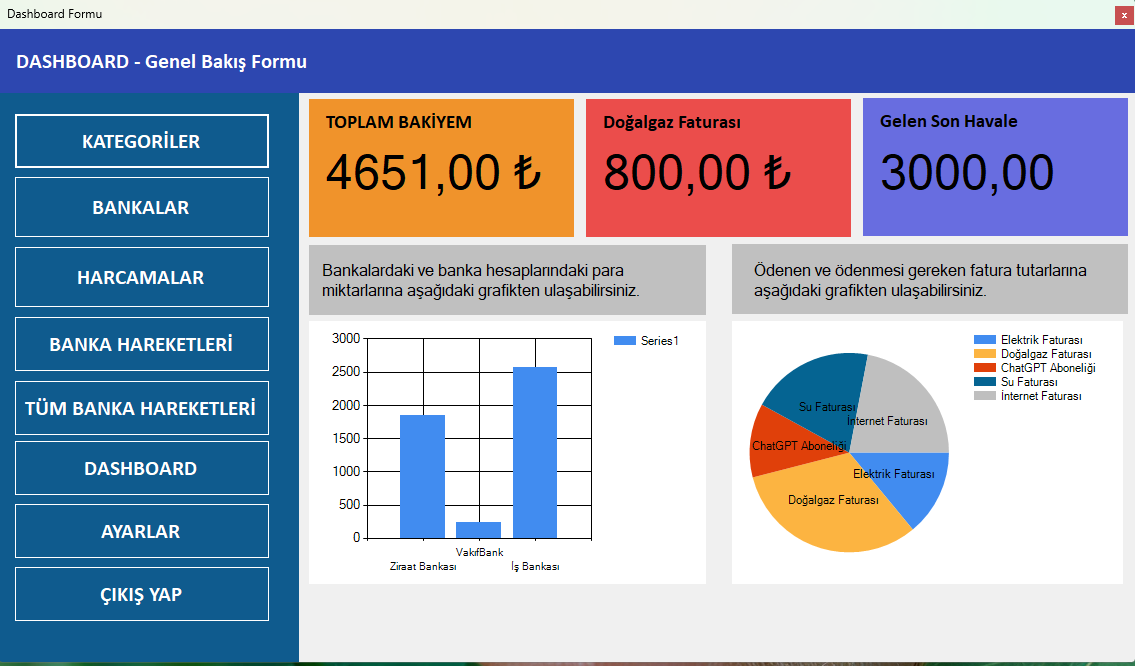 Dashboard Formu
x
DASHBOARD - Genel Bakış Formu
KATEGORİLER
BANKALAR
HARCAMALAR
BANKA HAREKETLERİ
TÜM BANKA HAREKETLERİ
DASHBOARD
AYARLAR
ÇIKIŞ YAP
TOPLAM BAKİYEM
4651,00 ₺
Doğalgaz Faturası
800,00 ₺
Gelen Son Havale
3000,00
Bankalardaki ve banka hesaplarındaki para
miktarlarına aşağıdaki grafikten ulaşabilirsiniz.
3000
2500
2000
1500
1000
500
0
VakıfBank
Ziraat Bankası
İş Bankası
Series1
Ödenen ve ödenmesi gereken fatura tutarlarına
aşağıdaki grafikten ulaşabilirsiniz.
Su Faturası
İnternet Faturası
ChatGPT Aboneliği
Elektrik Faturası
Doğalgaz Faturası
Elektrik Faturası
Doğalgaz Faturası
ChatGPT Aboneliği
Su Faturası
İnternet Faturası